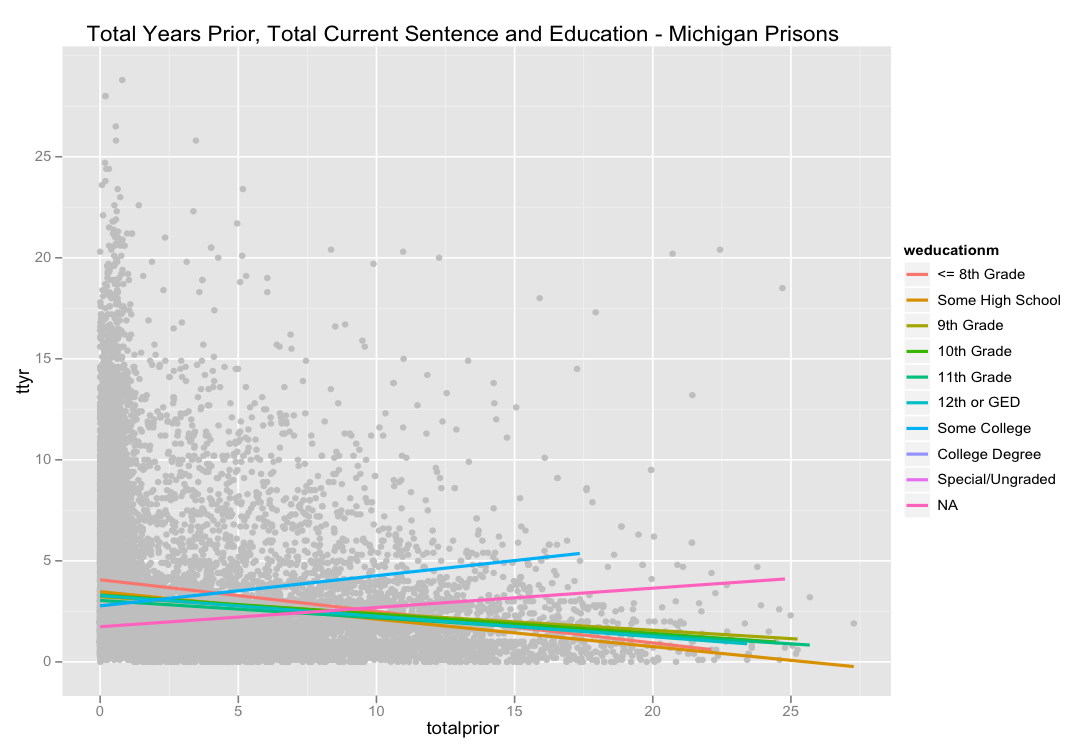 Total Years Prior, Total Current Sentence and Education - Michigan Prisons
25
20
15
10
5
0
ttyr
0 5 10 15 20 25
totalprior
weducationm
<= 8th Grade
Some High School
9th Grade
10th Grade
11th Grade
12th or GED
Some College
College Degree
Special/Ungraded
NA